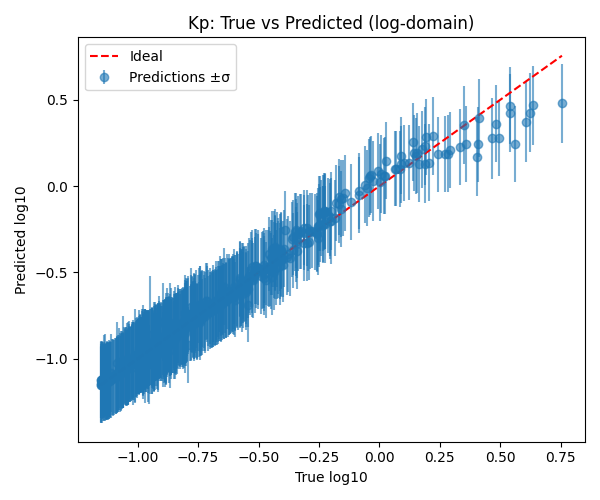 Kp: True vs Predicted (log-domain)
Ideal
Predictions ±σ
Predicted log10
0.5
0.0
−0.5
−1.0
−1.00
−0.75
−0.50
−0.25
0.00
0.25
0.50
0.75
True log10